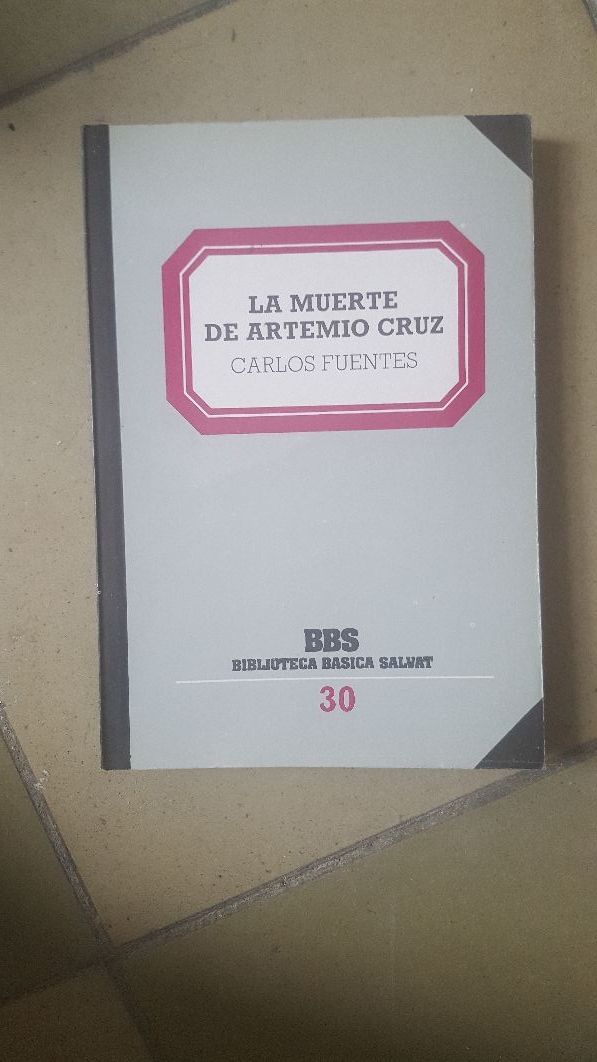 LA MUERTE
DE ARTEMIO CRUZ
CARLOS FUENTES
BBS
BIBLIOTECA BASICA SALVAT
30